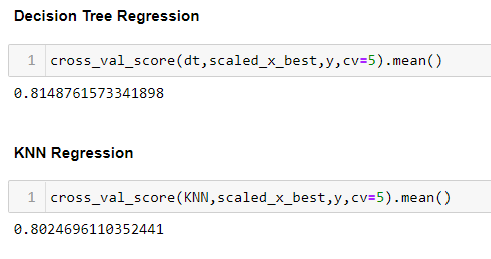 Decision Tree Regression
1 cross_val_score(dt,scaled_x_best,y,cv=5).mean()
0.8148761573341898
KNN Regression
1 cross_val_score(KNN,scaled_x_best,y,cv=5).mean()
0.8024696110352441